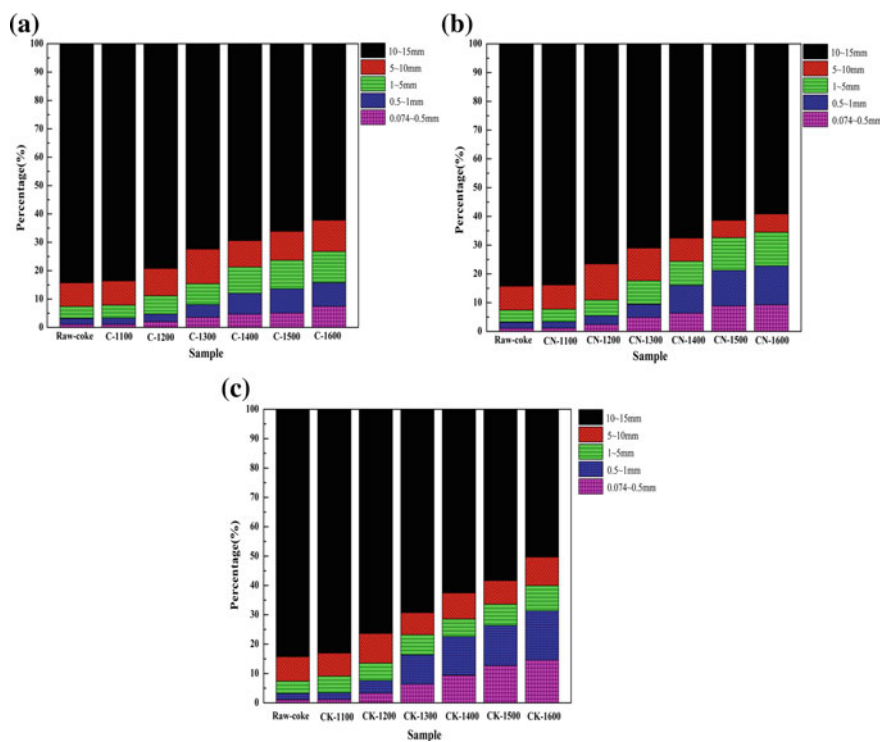 (a)
100
90
80
70
60
50
40
30
20
10
0
Percentage(%)
Raw-coke C-1100 C-1200 C-1300 C-1400 C-1500 C-1600
Sample
10~15mm
5~10mm
1~5mm
0.5~1mm
0.074~0.5mm
(b)
100
90
80
70
60
50
40
30
20
10
0
Percentage(%)
Raw-coke CN-1100 CN-1200 CN-1300 CN-1400 CN-1500 CN-1600
Sample
10~15mm
5~10mm
1~5mm
0.5~1mm
0.074~0.5mm
(c)
100
90
80
70
60
50
40
30
20
10
0
Percentage(%)
Raw-coke CK-1100 CK-1200 CK-1300 CK-1400 CK-1500 CK-1600
Sample
10~15mm
5~10mm
1~5mm
0.5~1mm
0.074~0.5mm